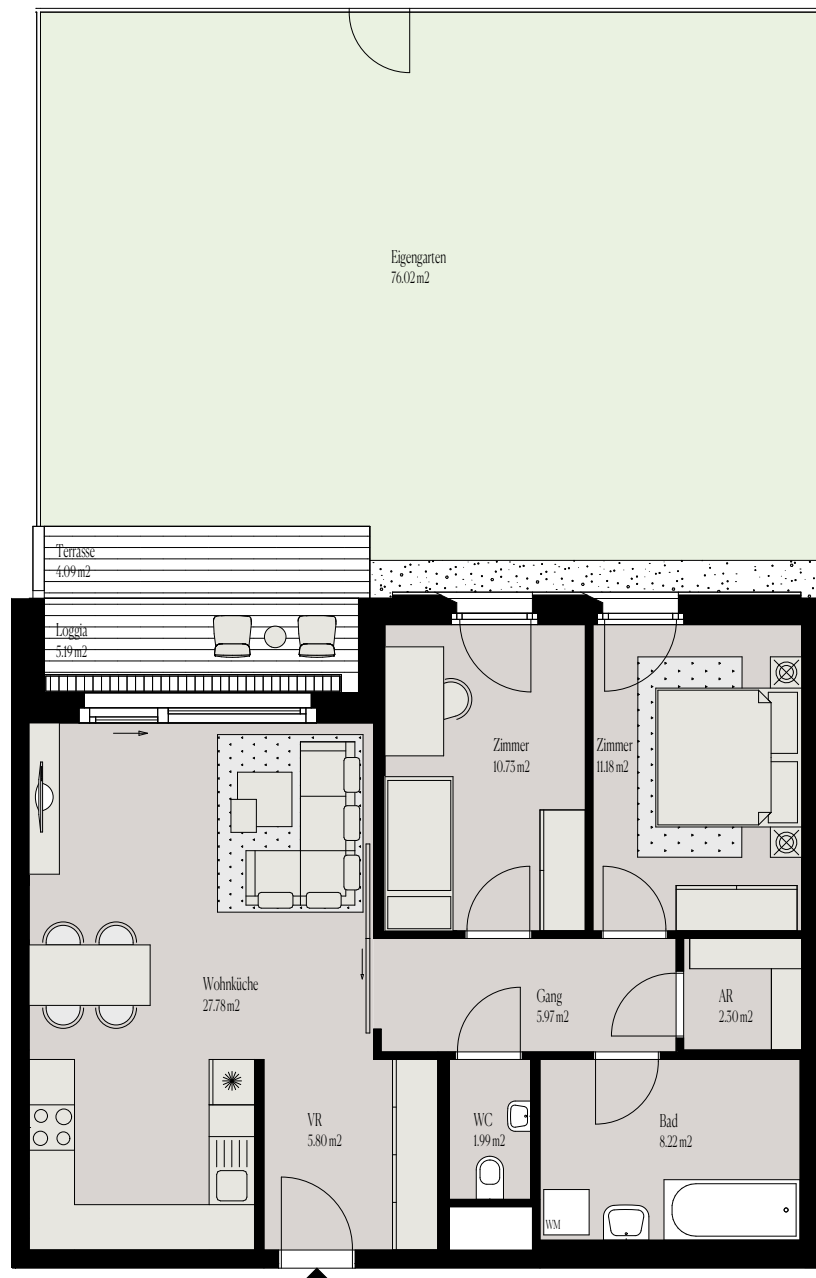 Eigengarten
76.02 m2
Terrasse
4.09 m2
Loggia
5.19 m2
Zimmer
10.73 m2
Zimmer
11.18 m2
Wohnküche
27.78 m2
Gang
5.97 m2
AR
2.30 m2
VR
5.80 m2
WC
1.99 m2
Bad
8.22 m2
WM